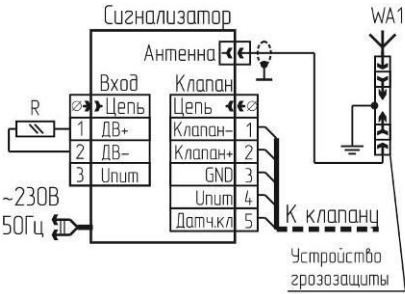 Сигнализатор
WA1
Антенна
Вход
Клапан
R
Цепь
Цепь
1 ДВ+
Клапан- 1
2 ДВ-
Клапан+ 2
3 Uпит
GND 3
~230В
Uпит 4
50Гц
Датч.кл 5
К клапану
Устройство
грозозащиты